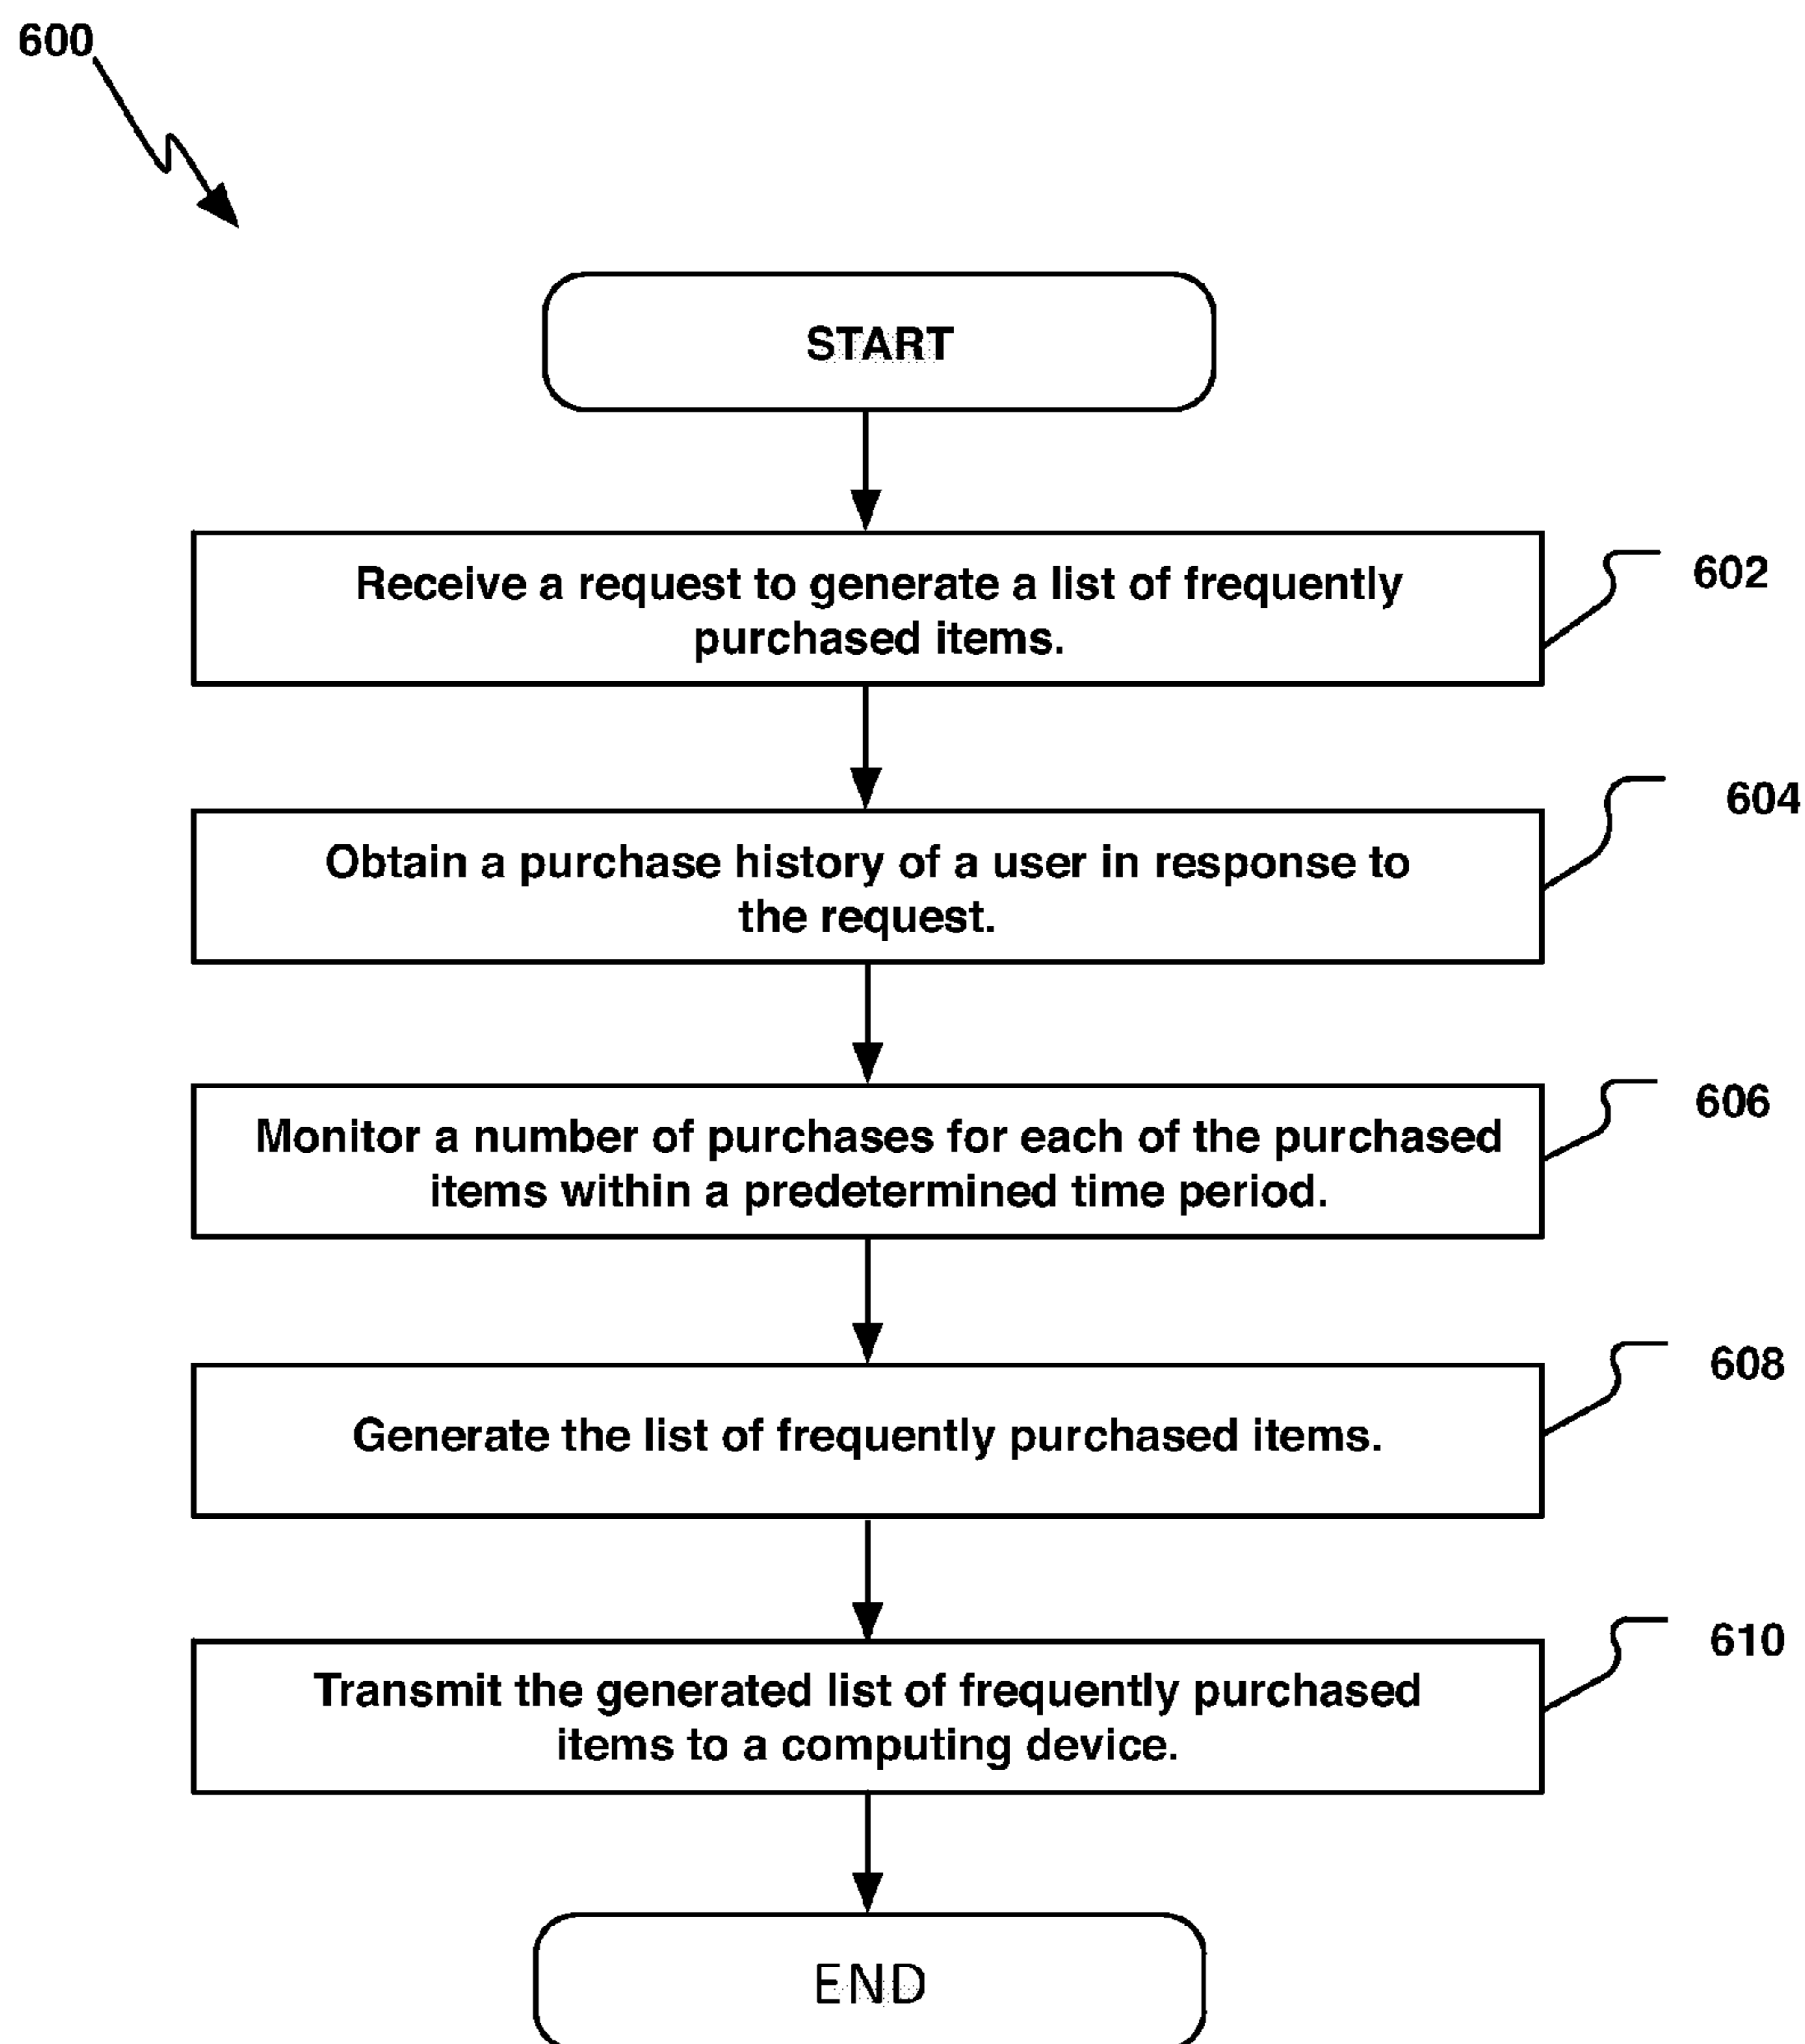 600
START
Receive a request to generate a list of frequently
purchased items.
602
Obtain a purchase history of a user in response to
the request.
604
Monitor a number of purchases for each of the purchased
items within a predetermined time period.
606
Generate the list of frequently purchased items.
608
Transmit the generated list of frequently purchased
items to a computing device.
610
END